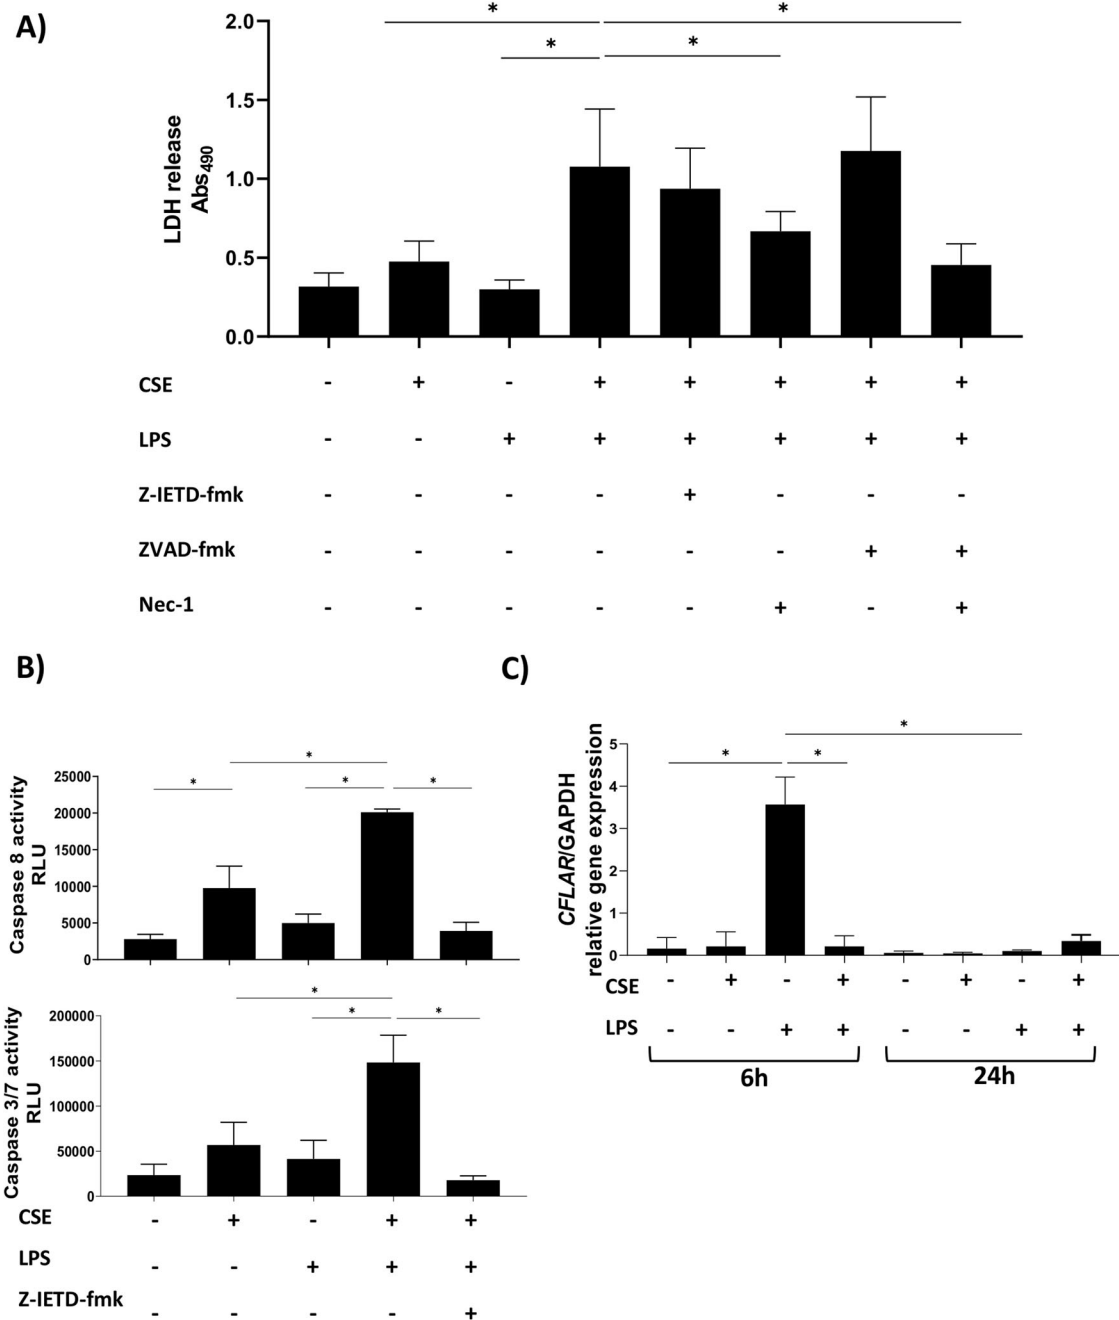 A)
* *
* *
2.0
1.5
1.0
0.5
0.0
LDH release
Abs490
CSE - + - + + + + +
LPS - - + + + + + +
Z-IETD-fmk - - - - + - - -
ZVAD-fmk - - - - - - + +
Nec-1 - - - - - + - +
B)
*
* * *
25000
20000
15000
10000
5000
0
Caspase 8 activity
RLU
*
* *
200000
150000
100000
50000
0
Caspase 3/7 activity
RLU
CSE - + - + +
LPS - - + + +
Z-IETD-fmk - - - - +
C)
*
* *
5
4
3
2
1
0
CFLAR/GAPDH
relative gene expression
CSE - + - + - + - +
LPS - - + + - - + +
6h 24h